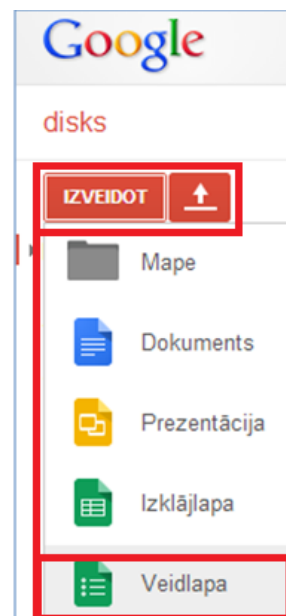 Google
disks
IZVEIDOT
Mape
Dokuments
Prezentācija
Izklājlapa
Veidlapa